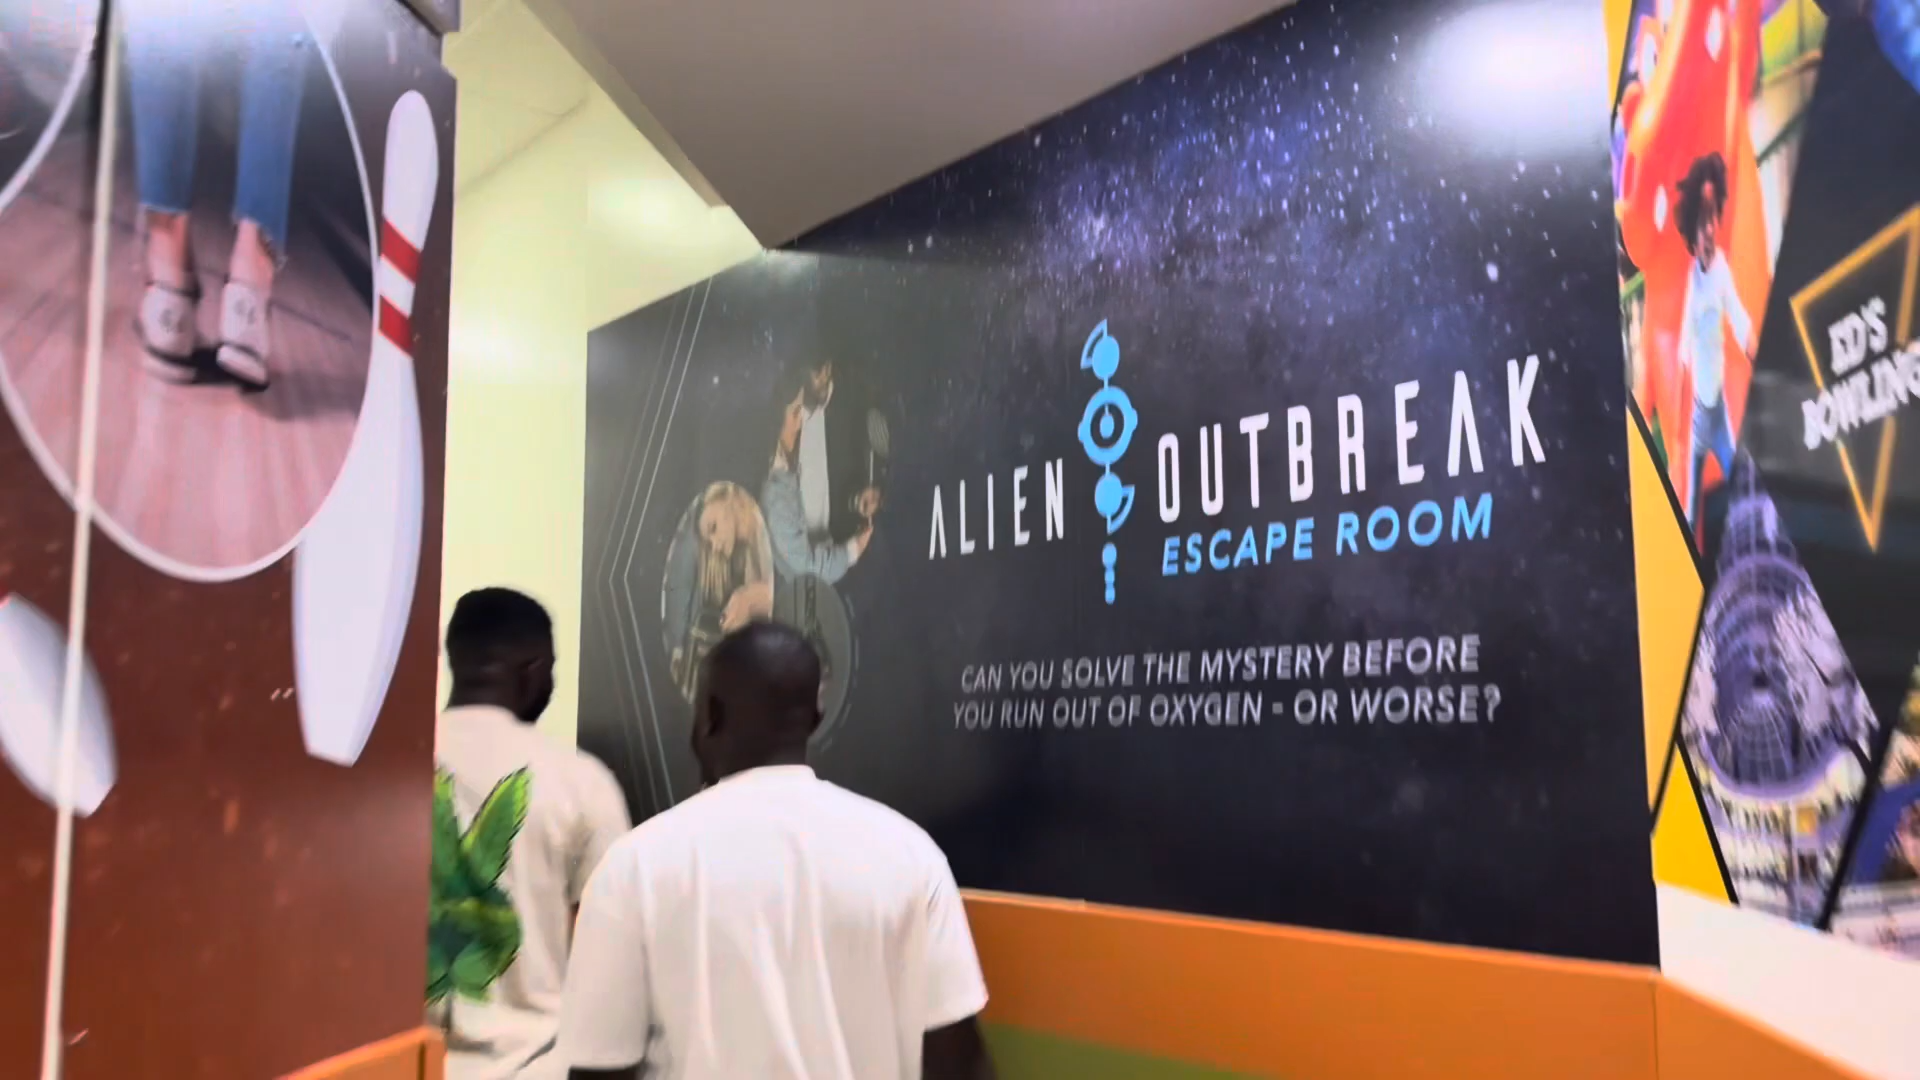 ALIEN OUTBREAK
ESCAPE ROOM
CAN YOU SOLVE THE MYSTERY BEFORE
YOU RUN OUT OF OXYGEN - OR WORSE?
ED'S
BOWLING